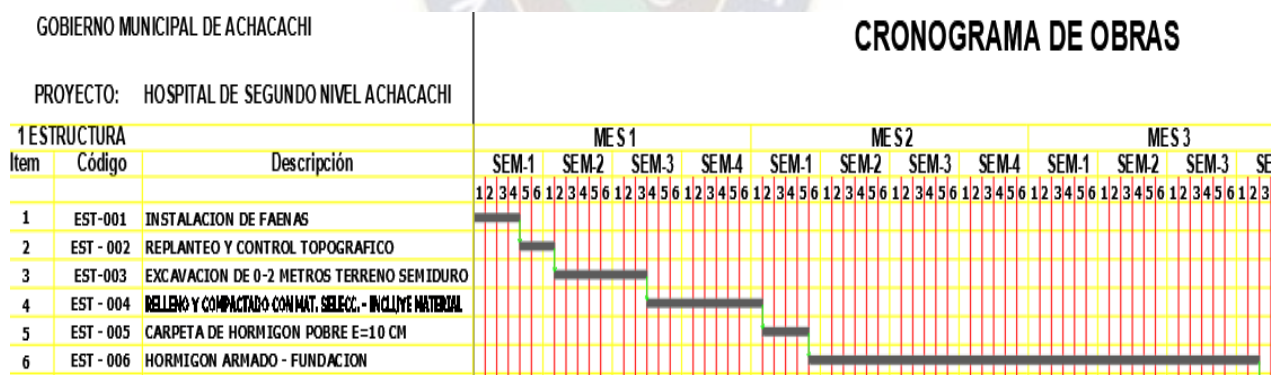 GOBIERNO MUNICIPAL DE ACHACACHI
CRONOGRAMA DE OBRAS
PROYECTO: HOSPITAL DE SEGUNDO NIVEL ACHACACHI
1 ESTRUCTURA MES 1 MES 2 MES 3
Item Código Descripción SEM-1 SEM-2 SEM-3 SEM-4 SEM-1 SEM-2 SEM-3 SEM-4 SEM-1 SEM-2 SEM-3 SE
1 2 3 4 5 6 1 2 3 4 5 6 1 2 3 4 5 6 1 2 3 4 5 6 1 2 3 4 5 6 1 2 3 4 5 6 1 2 3 4 5 6 1 2 3 4 5 6 1 2 3 4 5 6 1 2 3 4 5 6 1 2 3 4 5 6 1 2 3
1 EST-001 INSTALACION DE FAENAS
2 EST - 002 REPLANTEO Y CONTROL TOPOGRAFICO
3 EST-003 EXCAVACION DE 0-2 METROS TERRENO SEMIDURO
4 EST - 004 RELLENO Y COMPACTADO CON MAT. SELECC. - INCLUYE MATERIAL
5 EST - 005 CARPETA DE HORMIGON POBRE E=10 CM
6 EST - 006 HORMIGON ARMADO - FUNDACION